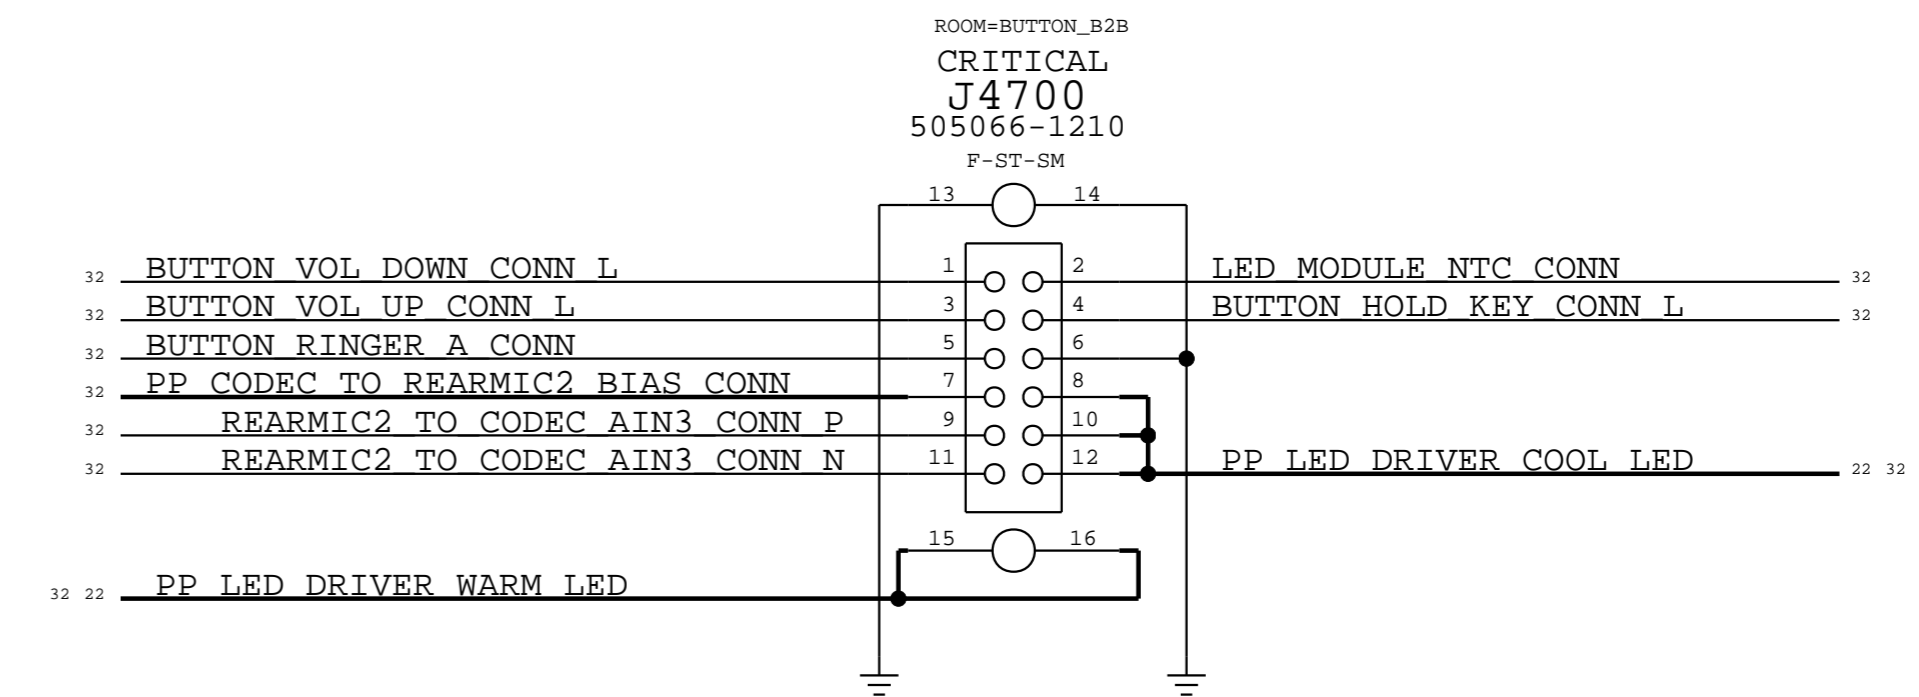 ROOM=BUTTON_B2B
CRITICAL
J4700
505066-1210
F-ST-SM
13 14
32 BUTTON_VOL_DOWN_CONN_L 1 2 LED_MODULE_NTC_CONN 32
32 BUTTON_VOL_UP_CONN_L 3 4 BUTTON_HOLD_KEY_CONN_L 32
32 BUTTON_RINGER_A_CONN 5 6
32 PP_CODEC_TO_REARMIC2_BIAS_CONN 7 8
32 REARMIC2_TO_CODEC_AIN3_CONN_P 9 10
32 REARMIC2_TO_CODEC_AIN3_CONN_N 11 12 PP_LED_DRIVER_COOL_LED 22 32
15 16
32 22 PP_LED_DRIVER_WARM_LED